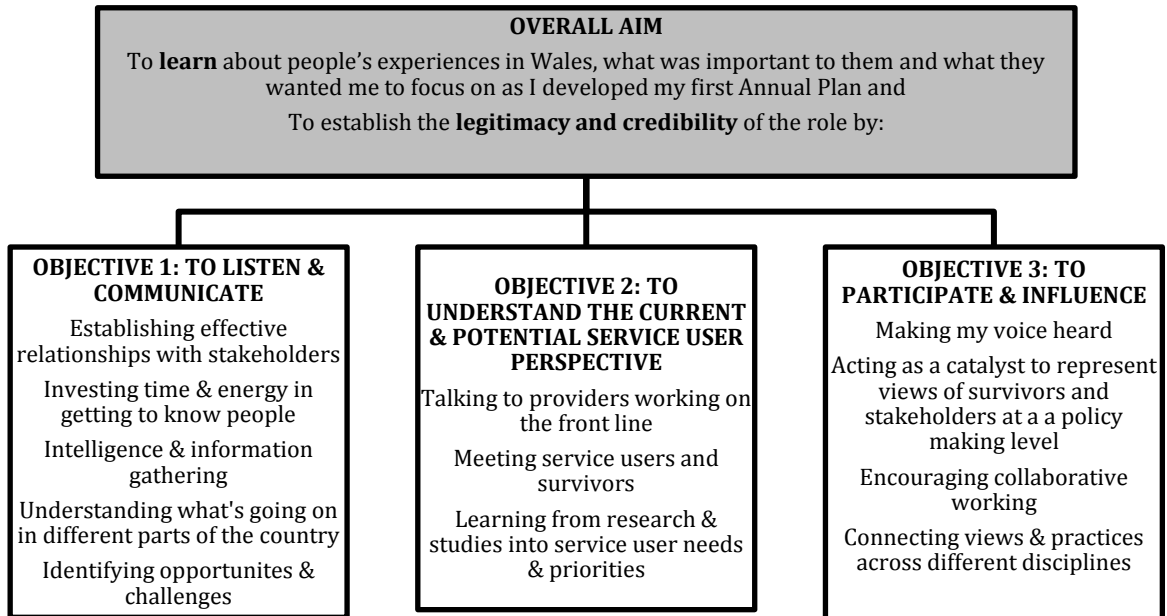 OVERALL AIM
To learn about people’s experiences in Wales, what was important to them and what they
wanted me to focus on as I developed my first Annual Plan and
To establish the legitimacy and credibility of the role by:
OBJECTIVE 1: TO LISTEN &
COMMUNICATE
Establishing effective
relationships with stakeholders
Investing time & energy in
getting to know people
Intelligence & information
gathering
Understanding what's going on
in different parts of the country
Identifying opportunites &
challenges
OBJECTIVE 2: TO
UNDERSTAND THE CURRENT
& POTENTIAL SERVICE USER
PERSPECTIVE
Talking to providers working on
the front line
Meeting service users and
survivors
Learning from research &
studies into service user needs
& priorities
OBJECTIVE 3: TO
PARTICIPATE & INFLUENCE
Making my voice heard
Acting as a catalyst to represent
views of survivors and
stakeholders at a a policy
making level
Encouraging collaborative
working
Connecting views & practices
across different disciplines